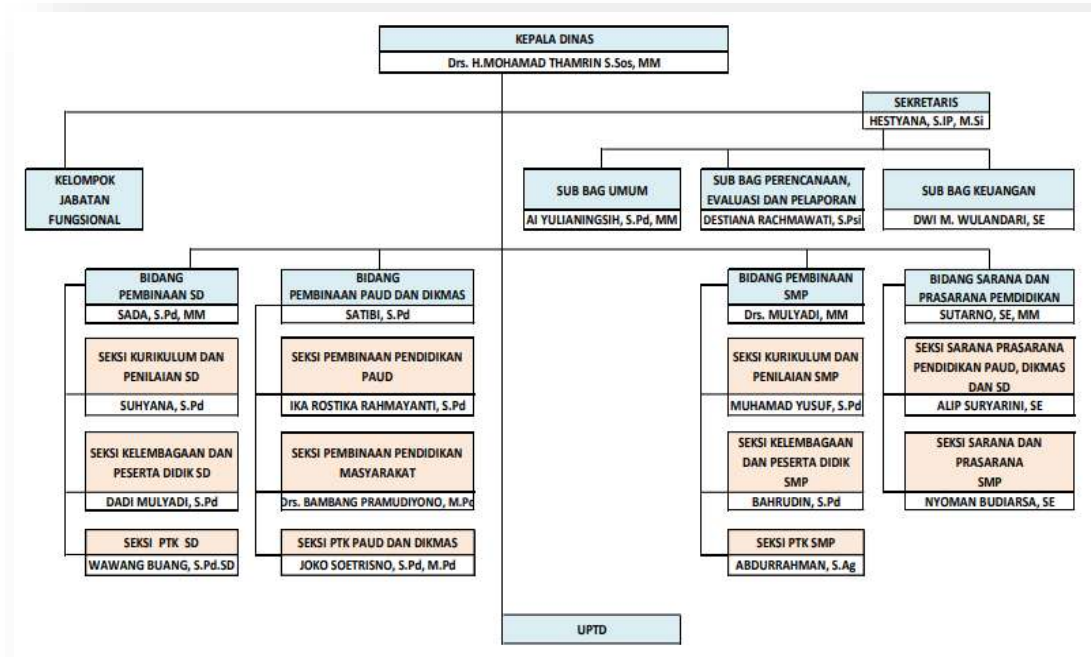 KEPALA DINAS
Drs. H.MOHAMAD THAMRIN S.Sos, MM
SEKRETARIS
HESTYANA, S.IP, M.Si
KELOMPOK
JABATAN
FUNGSIONAL
SUB BAG UMUM
AI YULIANINGSIH, S.Pd, MM
SUB BAG PERENCANAAN,
EVALUASI DAN PELAPORAN
DESTIANA RACHMAWATI, S.Psi
SUB BAG KEUANGAN
DWI M. WULANDARI, SE
BIDANG
PEMBINAAN SD
SADA, S.Pd, MM
SEKSI KURIKULUM DAN
PENILAIAN SD
SUHYANA, S.Pd
SEKSI KELEMBAGAAN DAN
PESERTA DIDIK SD
DADI MULYADI, S.Pd
SEKSI PTK SD
WAWANG BUANG, S.Pd.SD
BIDANG
PEMBINAAN PAUD DAN DIKMAS
SATIBI, S.Pd
SEKSI PEMBINAAN PENDIDIKAN
PAUD
IKA ROSTIKA RAHMAYANTI, S.Pd
SEKSI PEMBINAAN PENDIDIKAN
MASYARAKAT
Drs. BAMBANG PRAMUDIYONO, M.Pd
SEKSI PTK PAUD DAN DIKMAS
JOKO SOETRISNO, S.Pd, M.Pd
BIDANG PEMBINAAN
SMP
Drs. MULYADI, MM
SEKSI KURIKULUM DAN
PENILAIAN SMP
MUHAMAD YUSUF, S.Pd
SEKSI KELEMBAGAAN
DAN PESERTA DIDIK
SMP
BAHRUDIN, S.Pd
SEKSI PTK SMP
ABDURRAHMAN, S.Ag
BIDANG SARANA DAN
PRASARANA PEMDIDIKAN
SUTARNO, SE, MM
SEKSI SARANA PRASARANA
PENDIDIKAN PAUD, DIKMAS
DAN SD
ALIP SURYARINI, SE
SEKSI SARANA DAN
PRASARANA
SMP
NYOMAN BUDIARSA, SE
UPTD